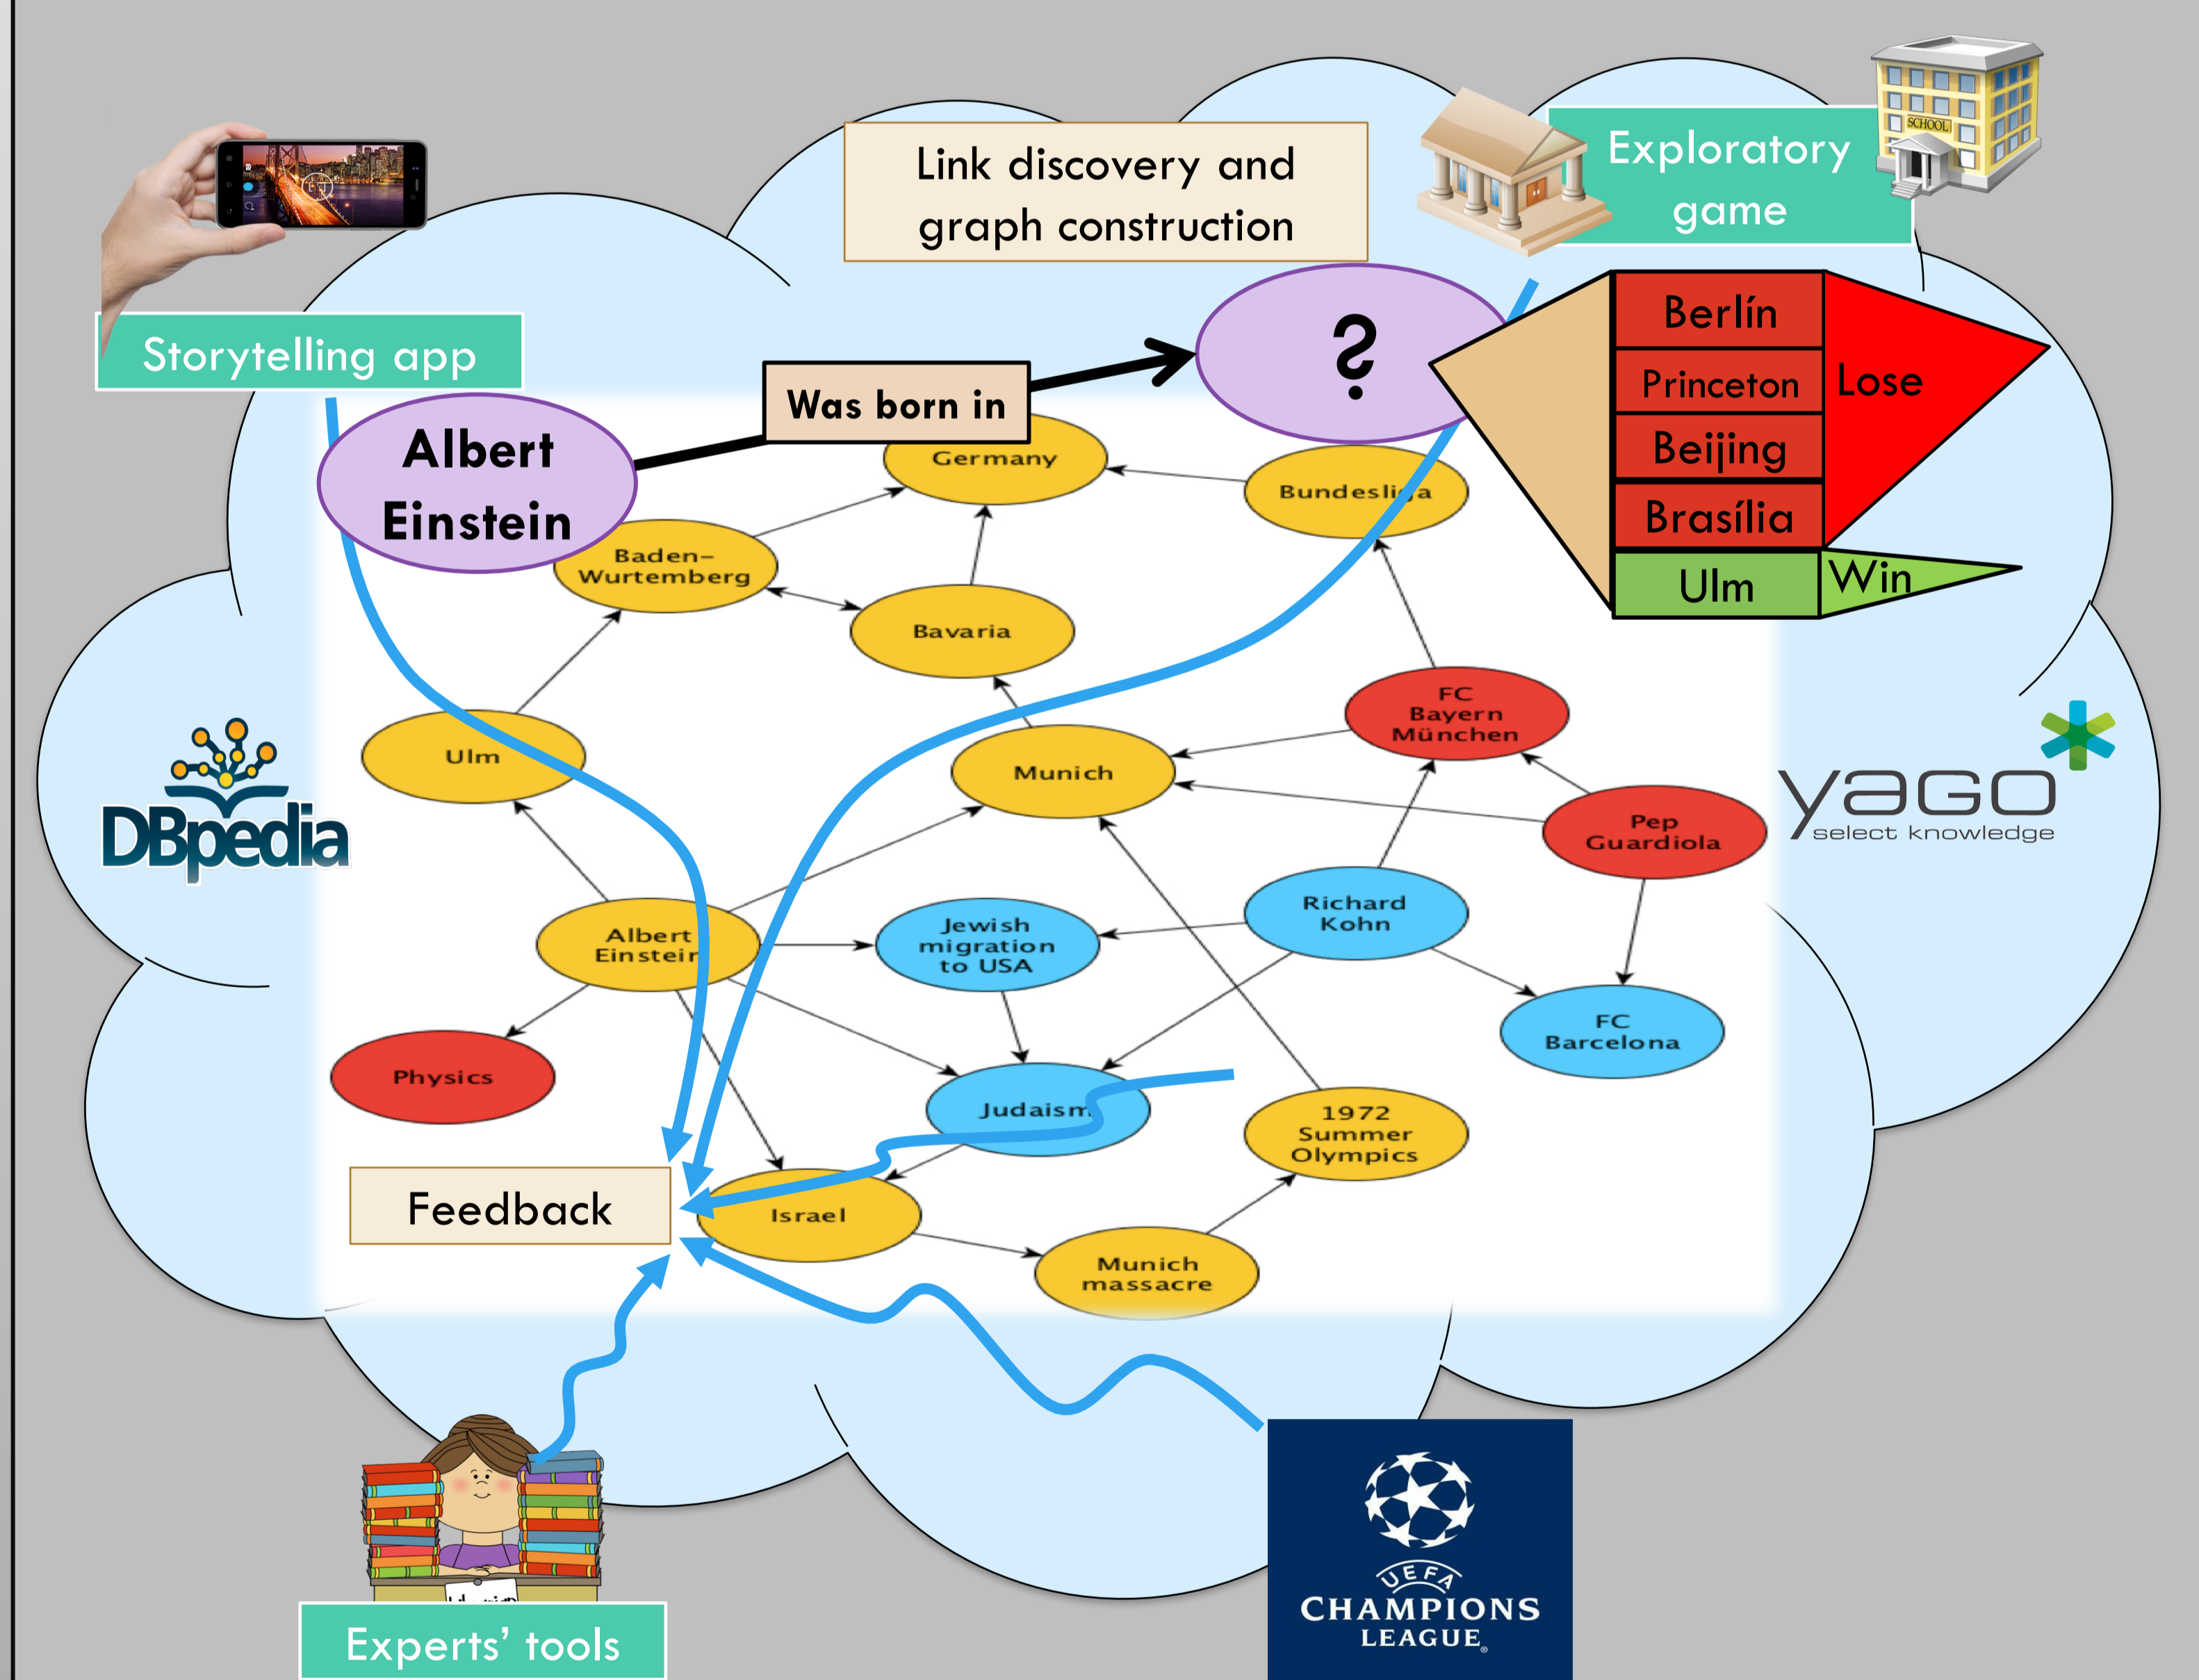 Link discovery and
graph construction
Exploratory
game
SCHOOL
Storytelling app
Albert
Einstein
Was born in
?
Berlín
Princeton
Beijing
Brasília
Ulm
Lose
Win
Germany
Bundesliga
Baden-
Wurtemberg
Bavaria
FC
Bayern
München
Ulm
Munich
Pep
Guardiola
DBpedia
yago
select knowledge
Albert
Einstein
Jewish
migration
to USA
Richard
Kohn
FC
Barcelona
Physics
Judaism
1972
Summer
Olympics
Feedback
Israel
Munich
massacre
UEFA
CHAMPIONS
LEAGUE®
Experts’ tools